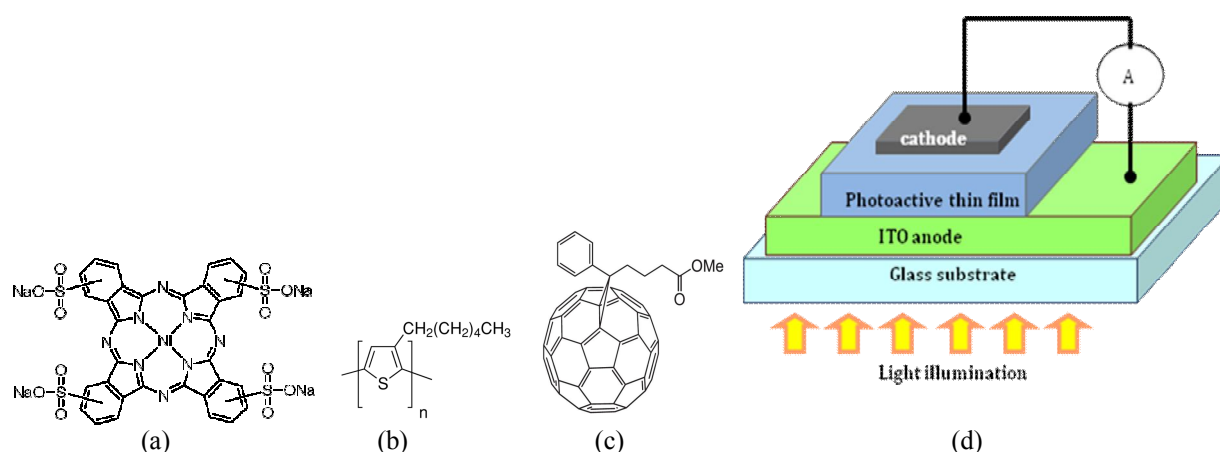 NaO
S
O
O
N
N
N
N
Ni
N
N
N
N
O
O
S
ONa
NaO
S
O
O
O
O
S
ONa
CH2(CH2)4CH3
S
n
OMe
O
A
cathode
Photoactive thin film
ITO anode
Glass substrate
Light illumination
(a)
(b)
(c)
(d)